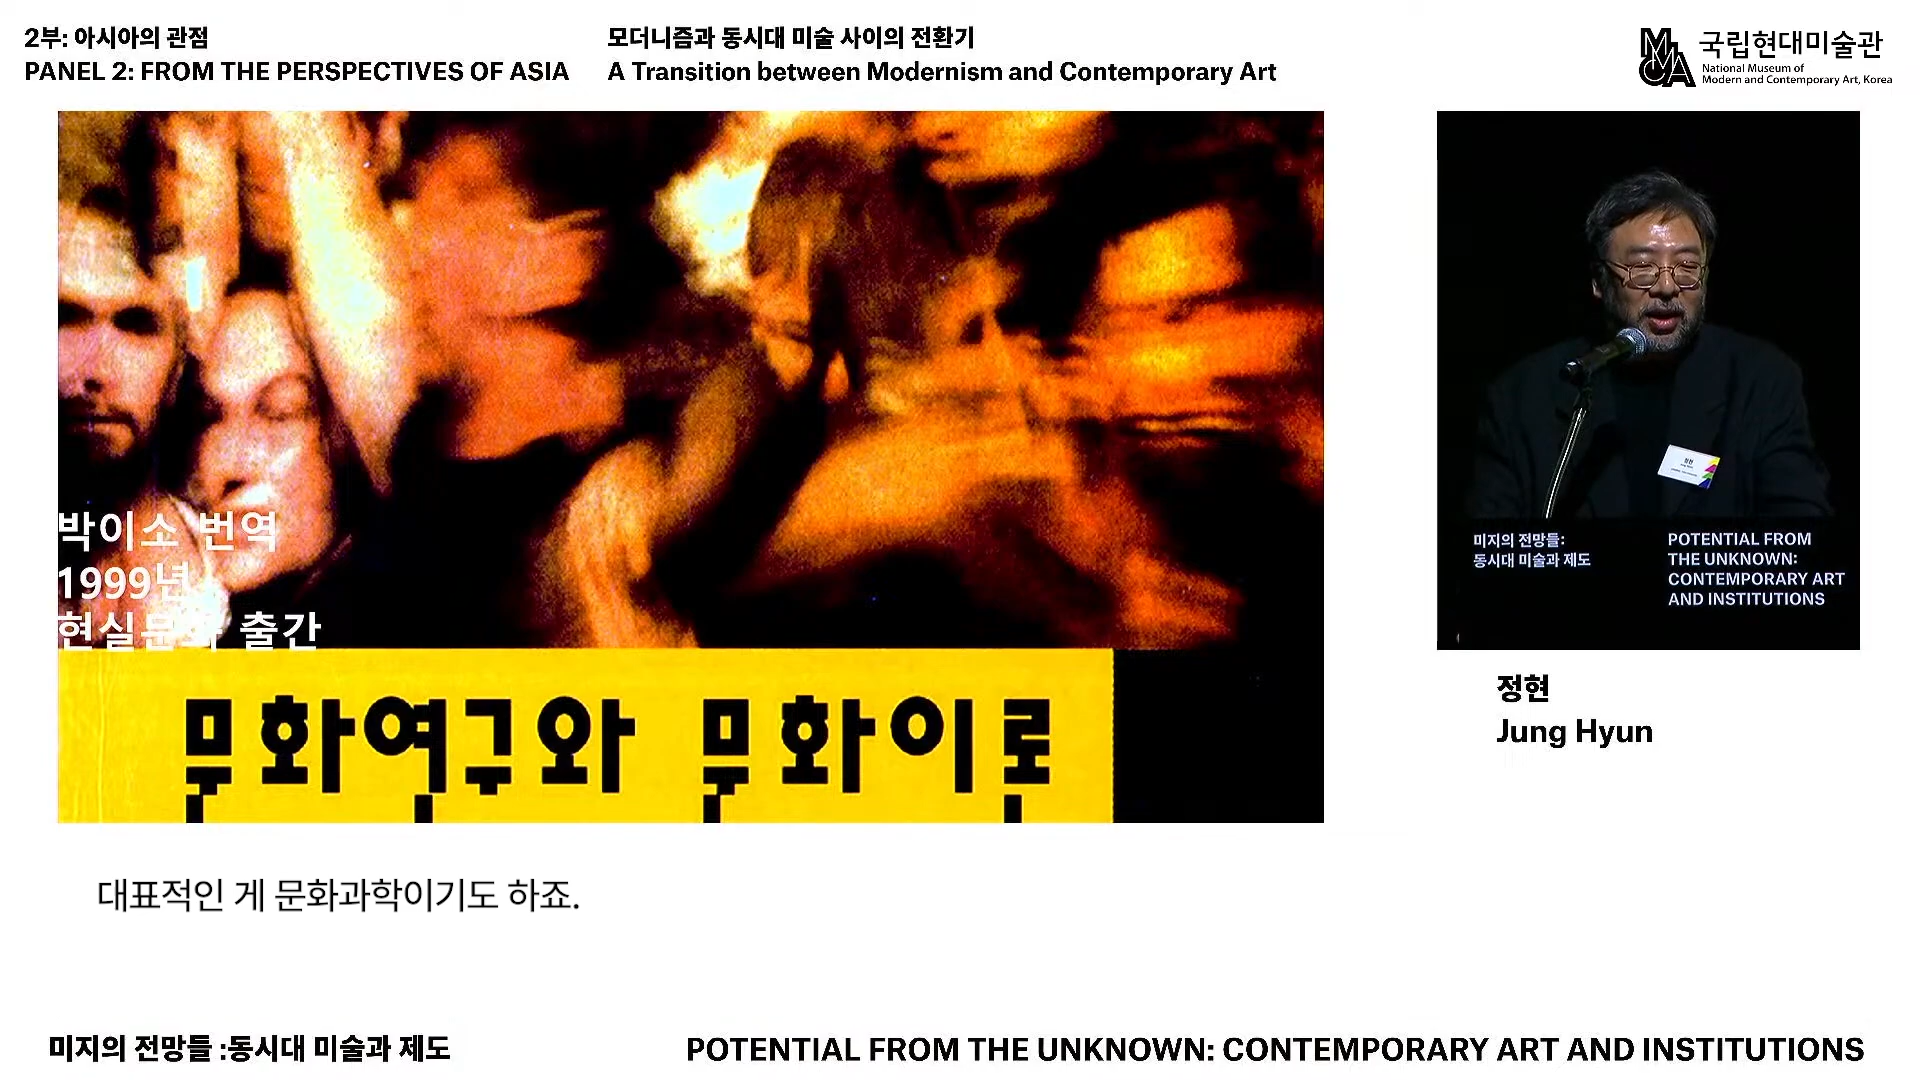 2부: 아시아의 관점
PANEL 2: FROM THE PERSPECTIVES OF ASIA
모더니즘과 동시대 미술 사이의 전환기
A Transition between Modernism and Contemporary Art
MMCA
국립현대미술관
National Museum of
Modern and Contemporary Art, Korea
박이소 번역
1999년
현실문화 출간
문화연구와 문화이론
정현
미지의 전망들:
동시대 미술과 제도
POTENTIAL FROM
THE UNKNOWN:
CONTEMPORARY ART
AND INSTITUTIONS
정현
Jung Hyun
대표적인 게 문화과학이기도 하죠.
미지의 전망들 :동시대 미술과 제도
POTENTIAL FROM THE UNKNOWN: CONTEMPORARY ART AND INSTITUTIONS